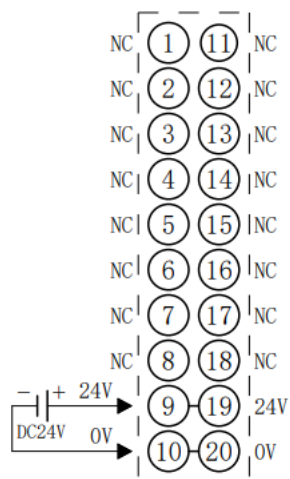 NC 1 11 NC
NC 2 12 NC
NC 3 13 NC
NC 4 14 NC
NC 5 15 NC
NC 6 16 NC
NC 7 17 NC
NC 8 18 NC
- + 24V 9 19 24V
DC24V 0V 10 20 0V